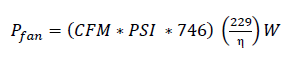 P_fan = (CFM * PSI * 746) (229/η) W